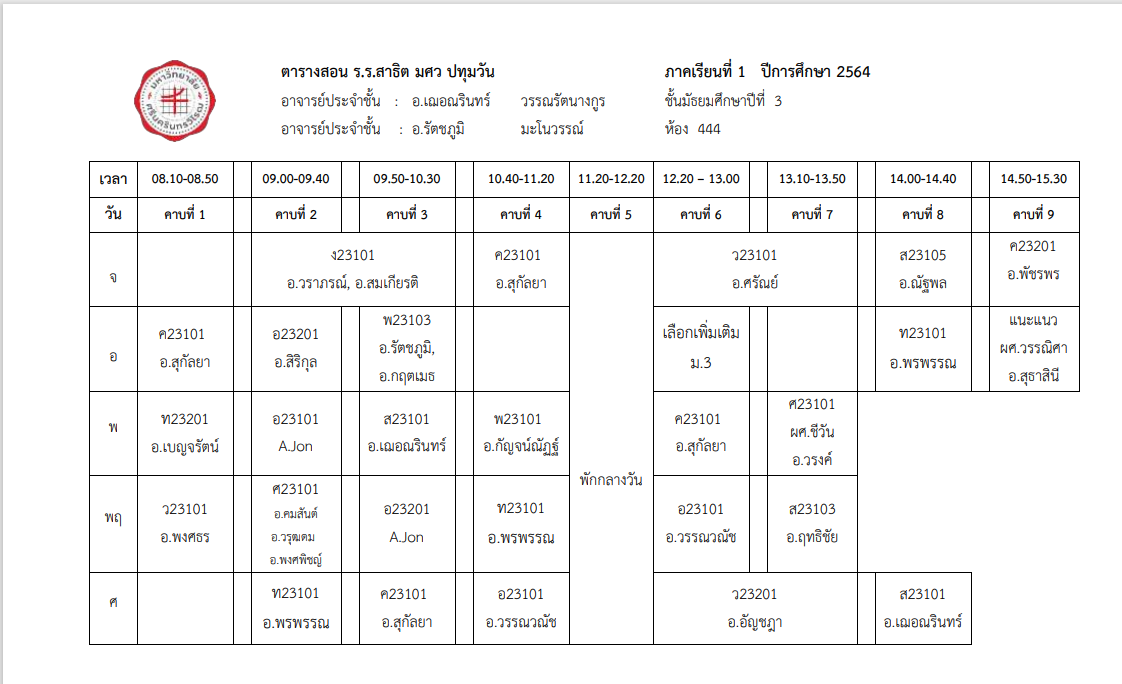 มหาวิทยาลัย
ศรีนครินทรวิโรฒ
ตารางสอน ร.ร.สาธิต มศว ปทุมวัน ภาคเรียนที่ 1 ปีการศึกษา 2564
อาจารย์ประจำชั้น : อ.เฌอณรินทร์ วรรณรัตนางกูร ชั้นมัธยมศึกษาปีที่ 3
อาจารย์ประจำชั้น : อ.รัตชภูมิ มะโนวรรณ์ ห้อง 444
เวลา 08.10-08.50 09.00-09.40 09.50-10.30 10.40-11.20 11.20-12.20 12.20 – 13.00 13.10-13.50 14.00-14.40 14.50-15.30
วัน คาบที่ 1 คาบที่ 2 คาบที่ 3 คาบที่ 4 คาบที่ 5 คาบที่ 6 คาบที่ 7 คาบที่ 8 คาบที่ 9
จ
ง23101
อ.วราภรณ์, อ.สมเกียรติ
ค23101
อ.สุกัลยา
ว23101
อ.ศรัณย์
ส23105
อ.ณัฐพล
ค23201
อ.พัชรพร
อ
ค23101
อ.สุกัลยา
อ23201
อ.สิริกุล
พ23103
อ.รัตชภูมิ,
อ.กฤตเมธ
เลือกเพิ่มเติม
ม.3
ท23101
อ.พรพรรณ
แนะแนว
ผศ.วรรณิศา
อ.สุธาสินี
พ
ท23201
อ.เบญจรัตน์
อ23101
A.Jon
ส23101
อ.เฌอณรินทร์
พ23101
อ.กัญจน์ณัฏฐ์
พักกลางวัน
ค23101
อ.สุกัลยา
ศ23101
ผศ.ชีวัน
อ.วรงค์
พฤ
ว23101
อ.พงศธร
ศ23101
อ.คมสันต์
อ.วรุฒดม
อ.พงศพิชญ์
อ23201
A.Jon
ท23101
อ.พรพรรณ
อ23101
อ.วรรณวณัช
ส23103
อ.ฤทธิชัย
ศ
ท23101
อ.พรพรรณ
ค23101
อ.สุกัลยา
อ23101
อ.วรรณวณัช
ว23201
อ.อัญชฎา
ส23101
อ.เฌอณรินทร์